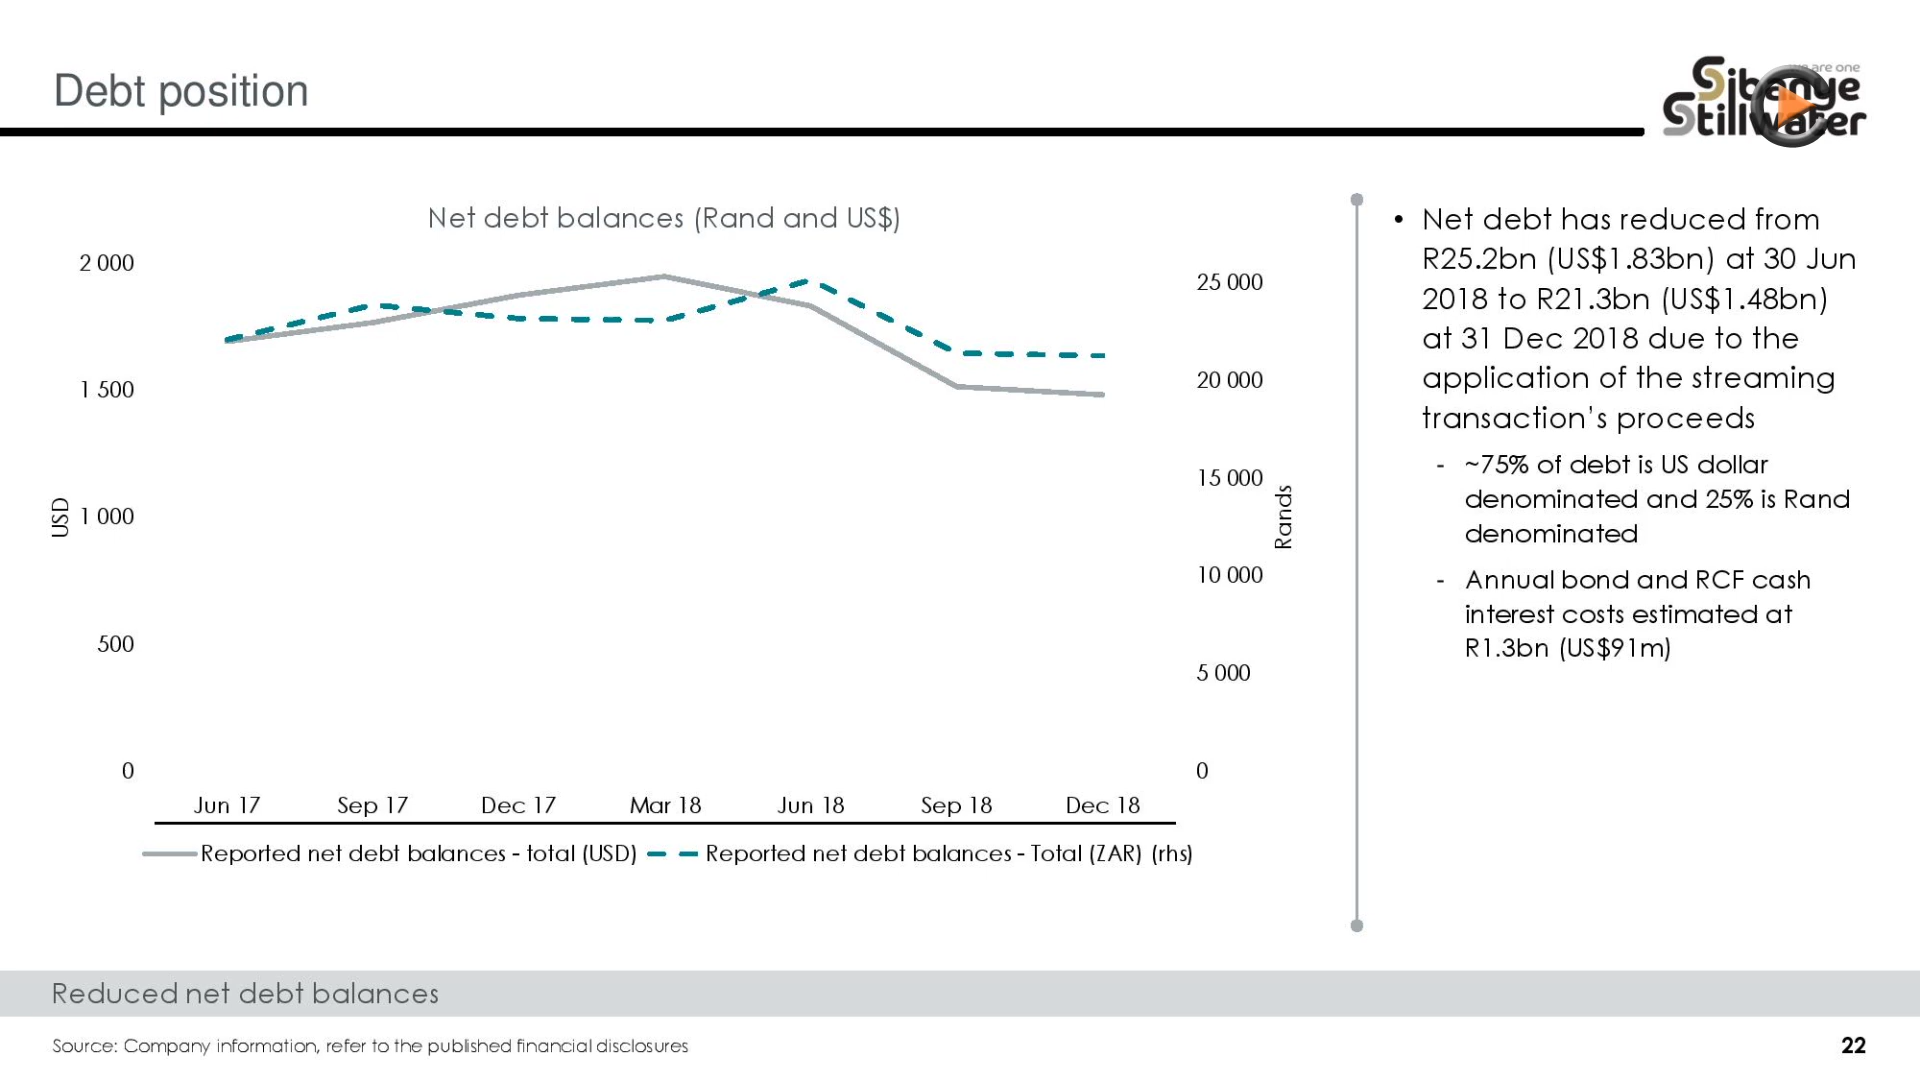 Debt position
we are one
Sibanye
Stillwater
Net debt balances (Rand and US$)
2 000
1 500
1 000
500
0
USD
25 000
20 000
15 000
10 000
5 000
0
Rands
Jun 17 Sep 17 Dec 17 Mar 18 Jun 18 Sep 18 Dec 18
Reported net debt balances - total (USD) Reported net debt balances - Total (ZAR) (rhs)
• Net debt has reduced from
R25.2bn (US$1.83bn) at 30 Jun
2018 to R21.3bn (US$1.48bn)
at 31 Dec 2018 due to the
application of the streaming
transaction's proceeds
- ~75% of debt is US dollar
denominated and 25% is Rand
denominated
- Annual bond and RCF cash
interest costs estimated at
R1.3bn (US$91m)
Reduced net debt balances
Source: Company information, refer to the published financial disclosures
22